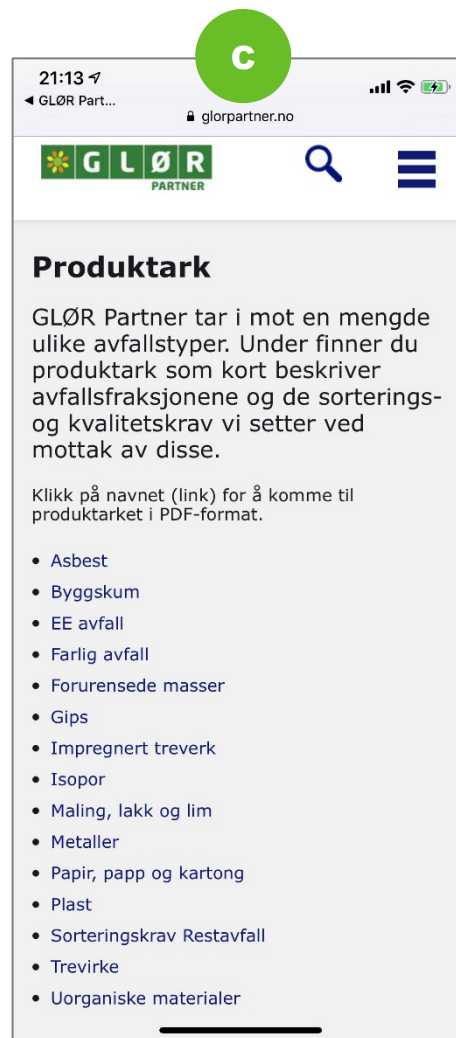 C
21:13
◀ GLØR Part...
glorpartner.no
GLØR
PARTNER
Produktark
GLØR Partner tar i mot en mengde
ulike avfallstyper. Under finner du
produktark som kort beskriver
avfallsfraksjonene og de sorterings-
og kvalitetskrav vi setter ved
mottak av disse.
Klikk på navnet (link) for å komme til
produktarket i PDF-format.
• Asbest
• Byggskum
• EE avfall
• Farlig avfall
• Forurensede masser
• Gips
• Impregnert treverk
• Isopor
• Maling, lakk og lim
• Metaller
• Papir, papp og kartong
• Plast
• Sorteringskrav Restavfall
• Trevirke
• Uorganiske materialer